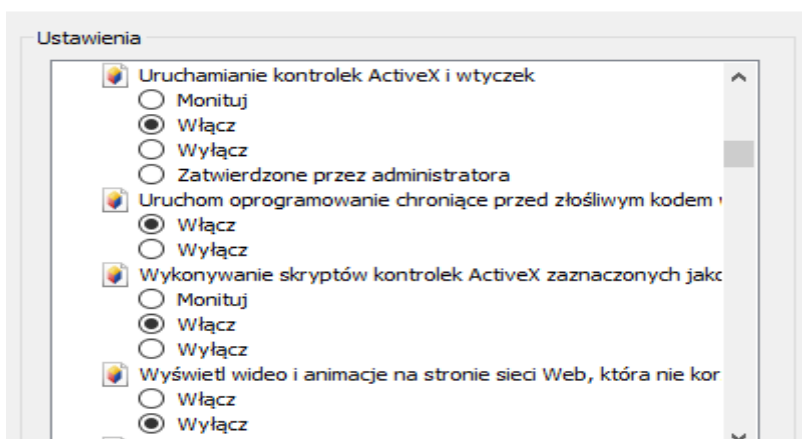 Ustawienia
Uruchamianie kontrolek ActiveX i wtyczek
Monituj
Włącz
Wyłącz
Zatwierdzone przez administratora
Uruchom oprogramowanie chroniące przed złośliwym kodem
Włącz
Wyłącz
Wykonywanie skryptów kontrolek ActiveX zaznaczonych jako
Monituj
Włącz
Wyłącz
Wyświetl wideo i animacje na stronie sieci Web, która nie kor
Włącz
Wyłącz